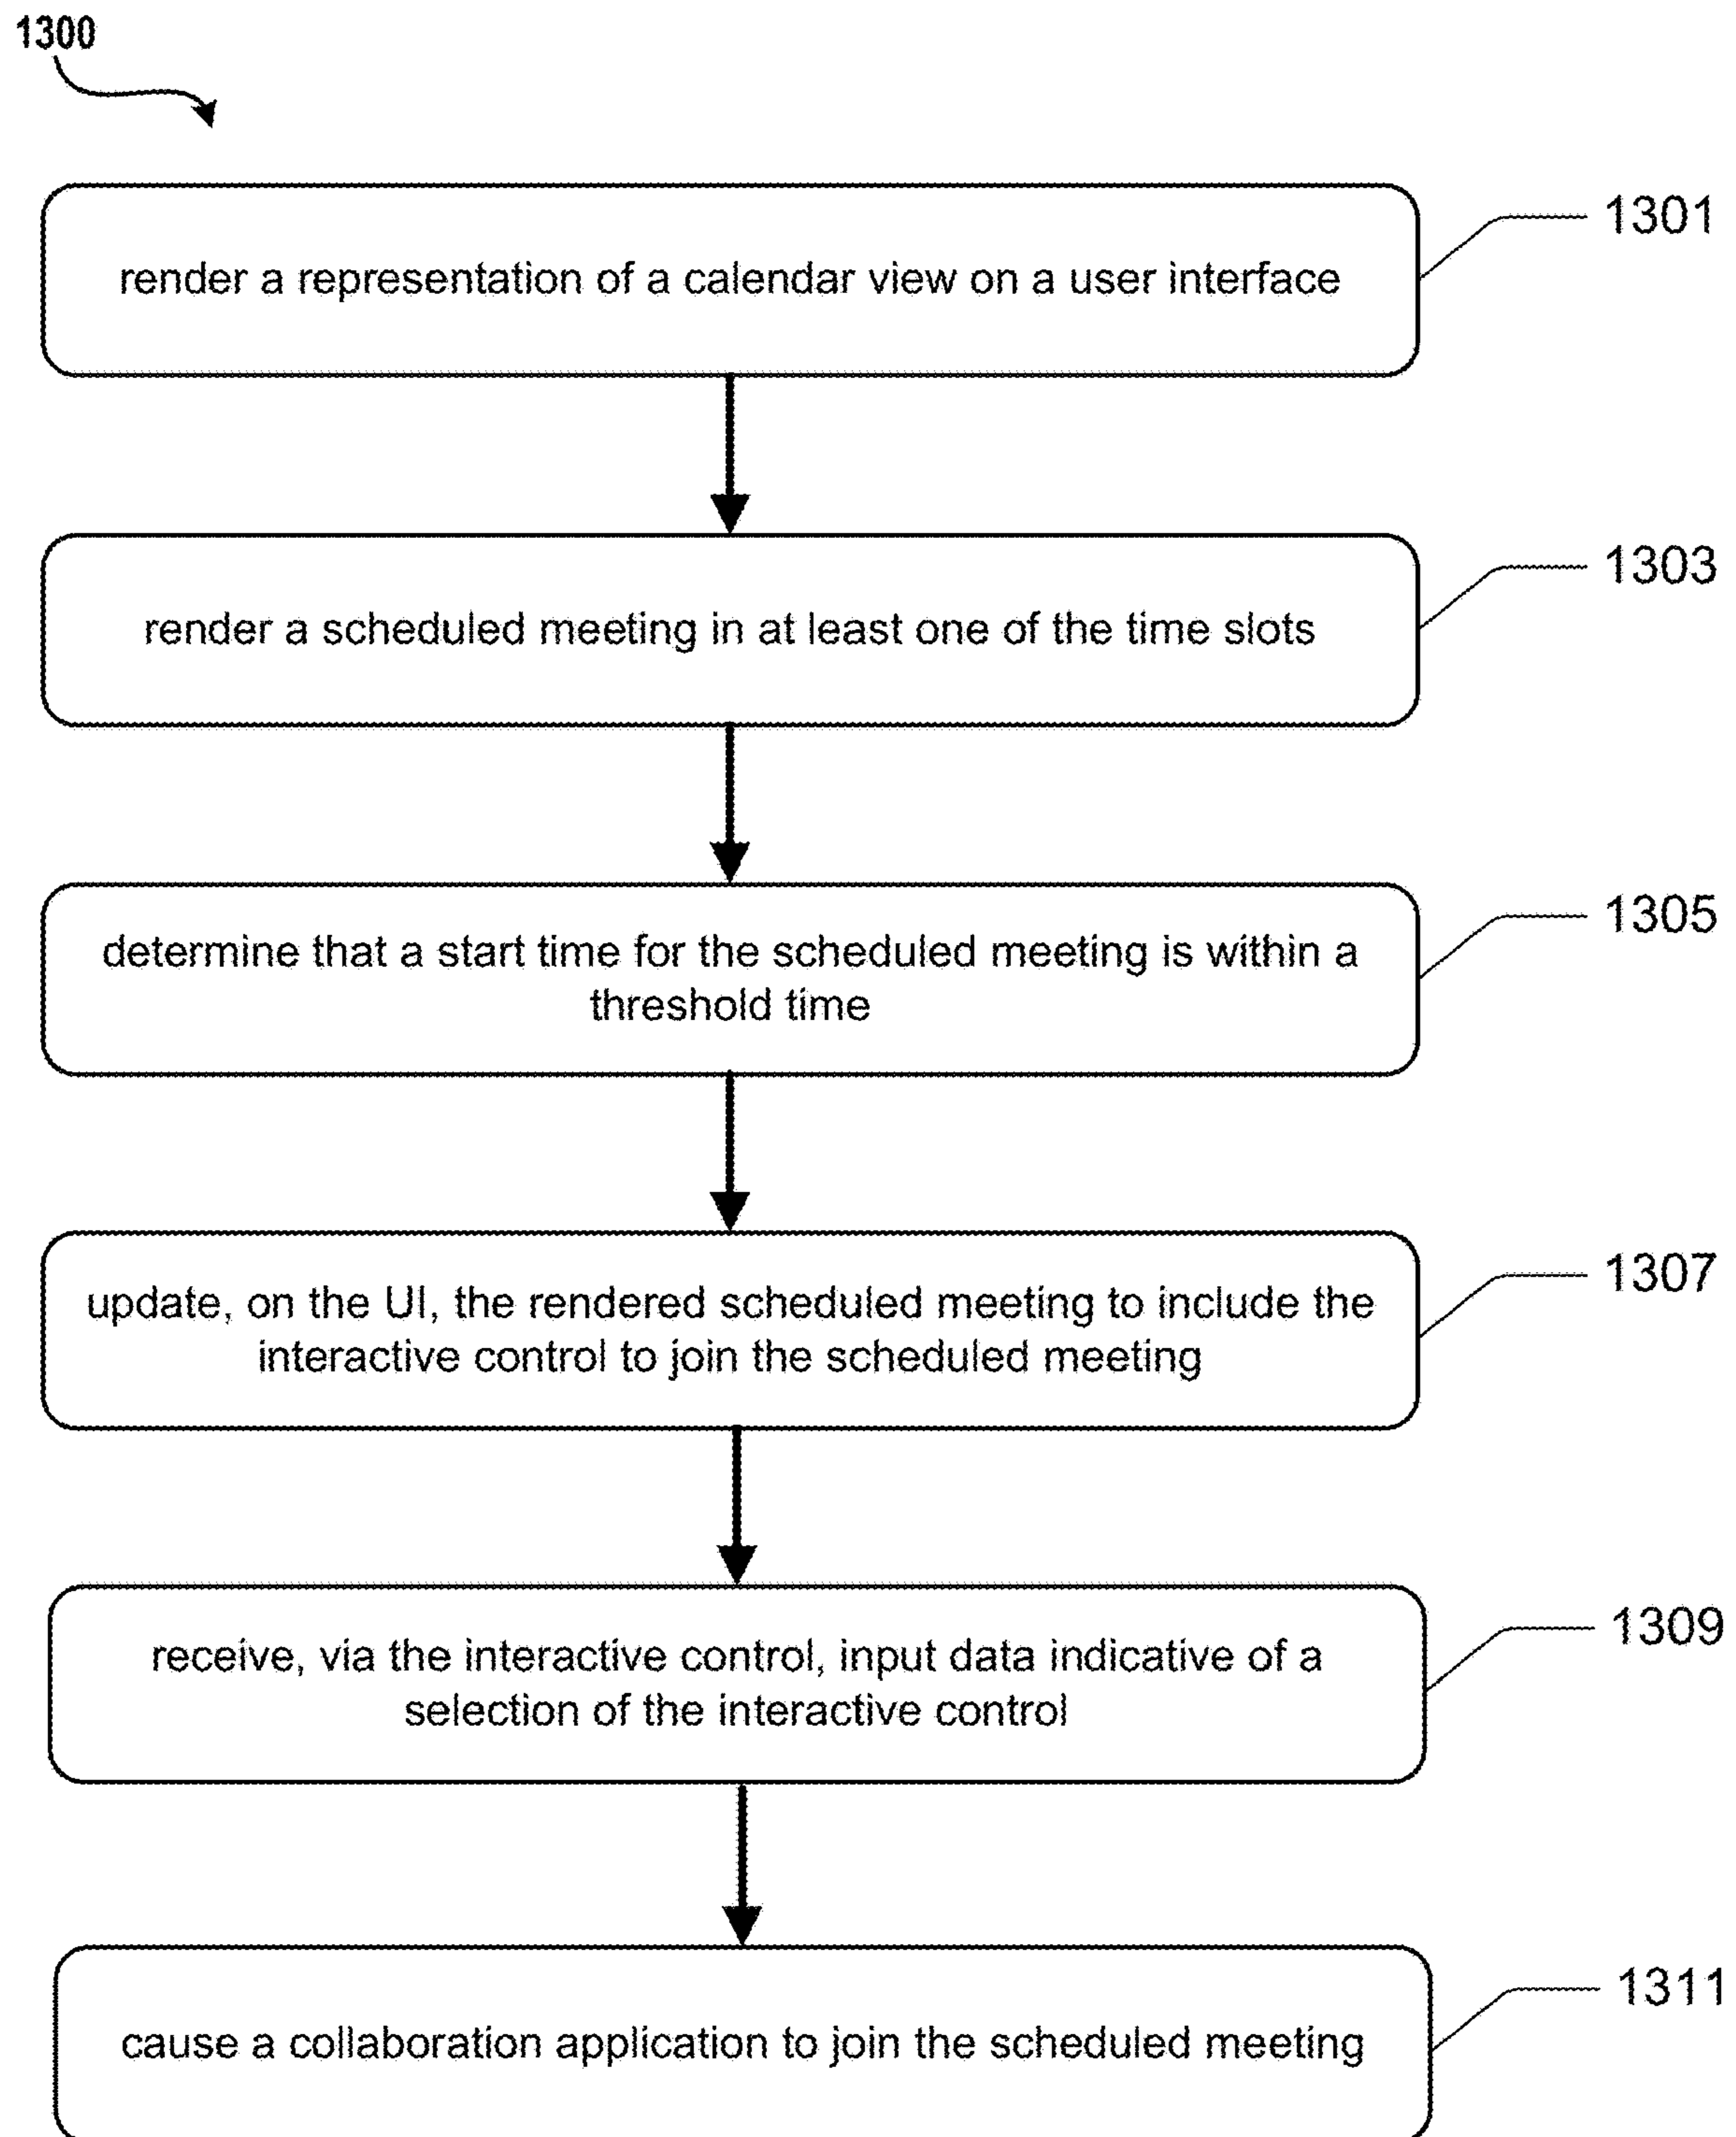 1300
1301
render a representation of a calendar view on a user interface
1303
render a scheduled meeting in at least one of the time slots
1305
determine that a start time for the scheduled meeting is within a
threshold time
1307
update, on the UI, the rendered scheduled meeting to include the
interactive control to join the scheduled meeting
1309
receive, via the interactive control, input data indicative of a
selection of the interactive control
1311
cause a collaboration application to join the scheduled meeting